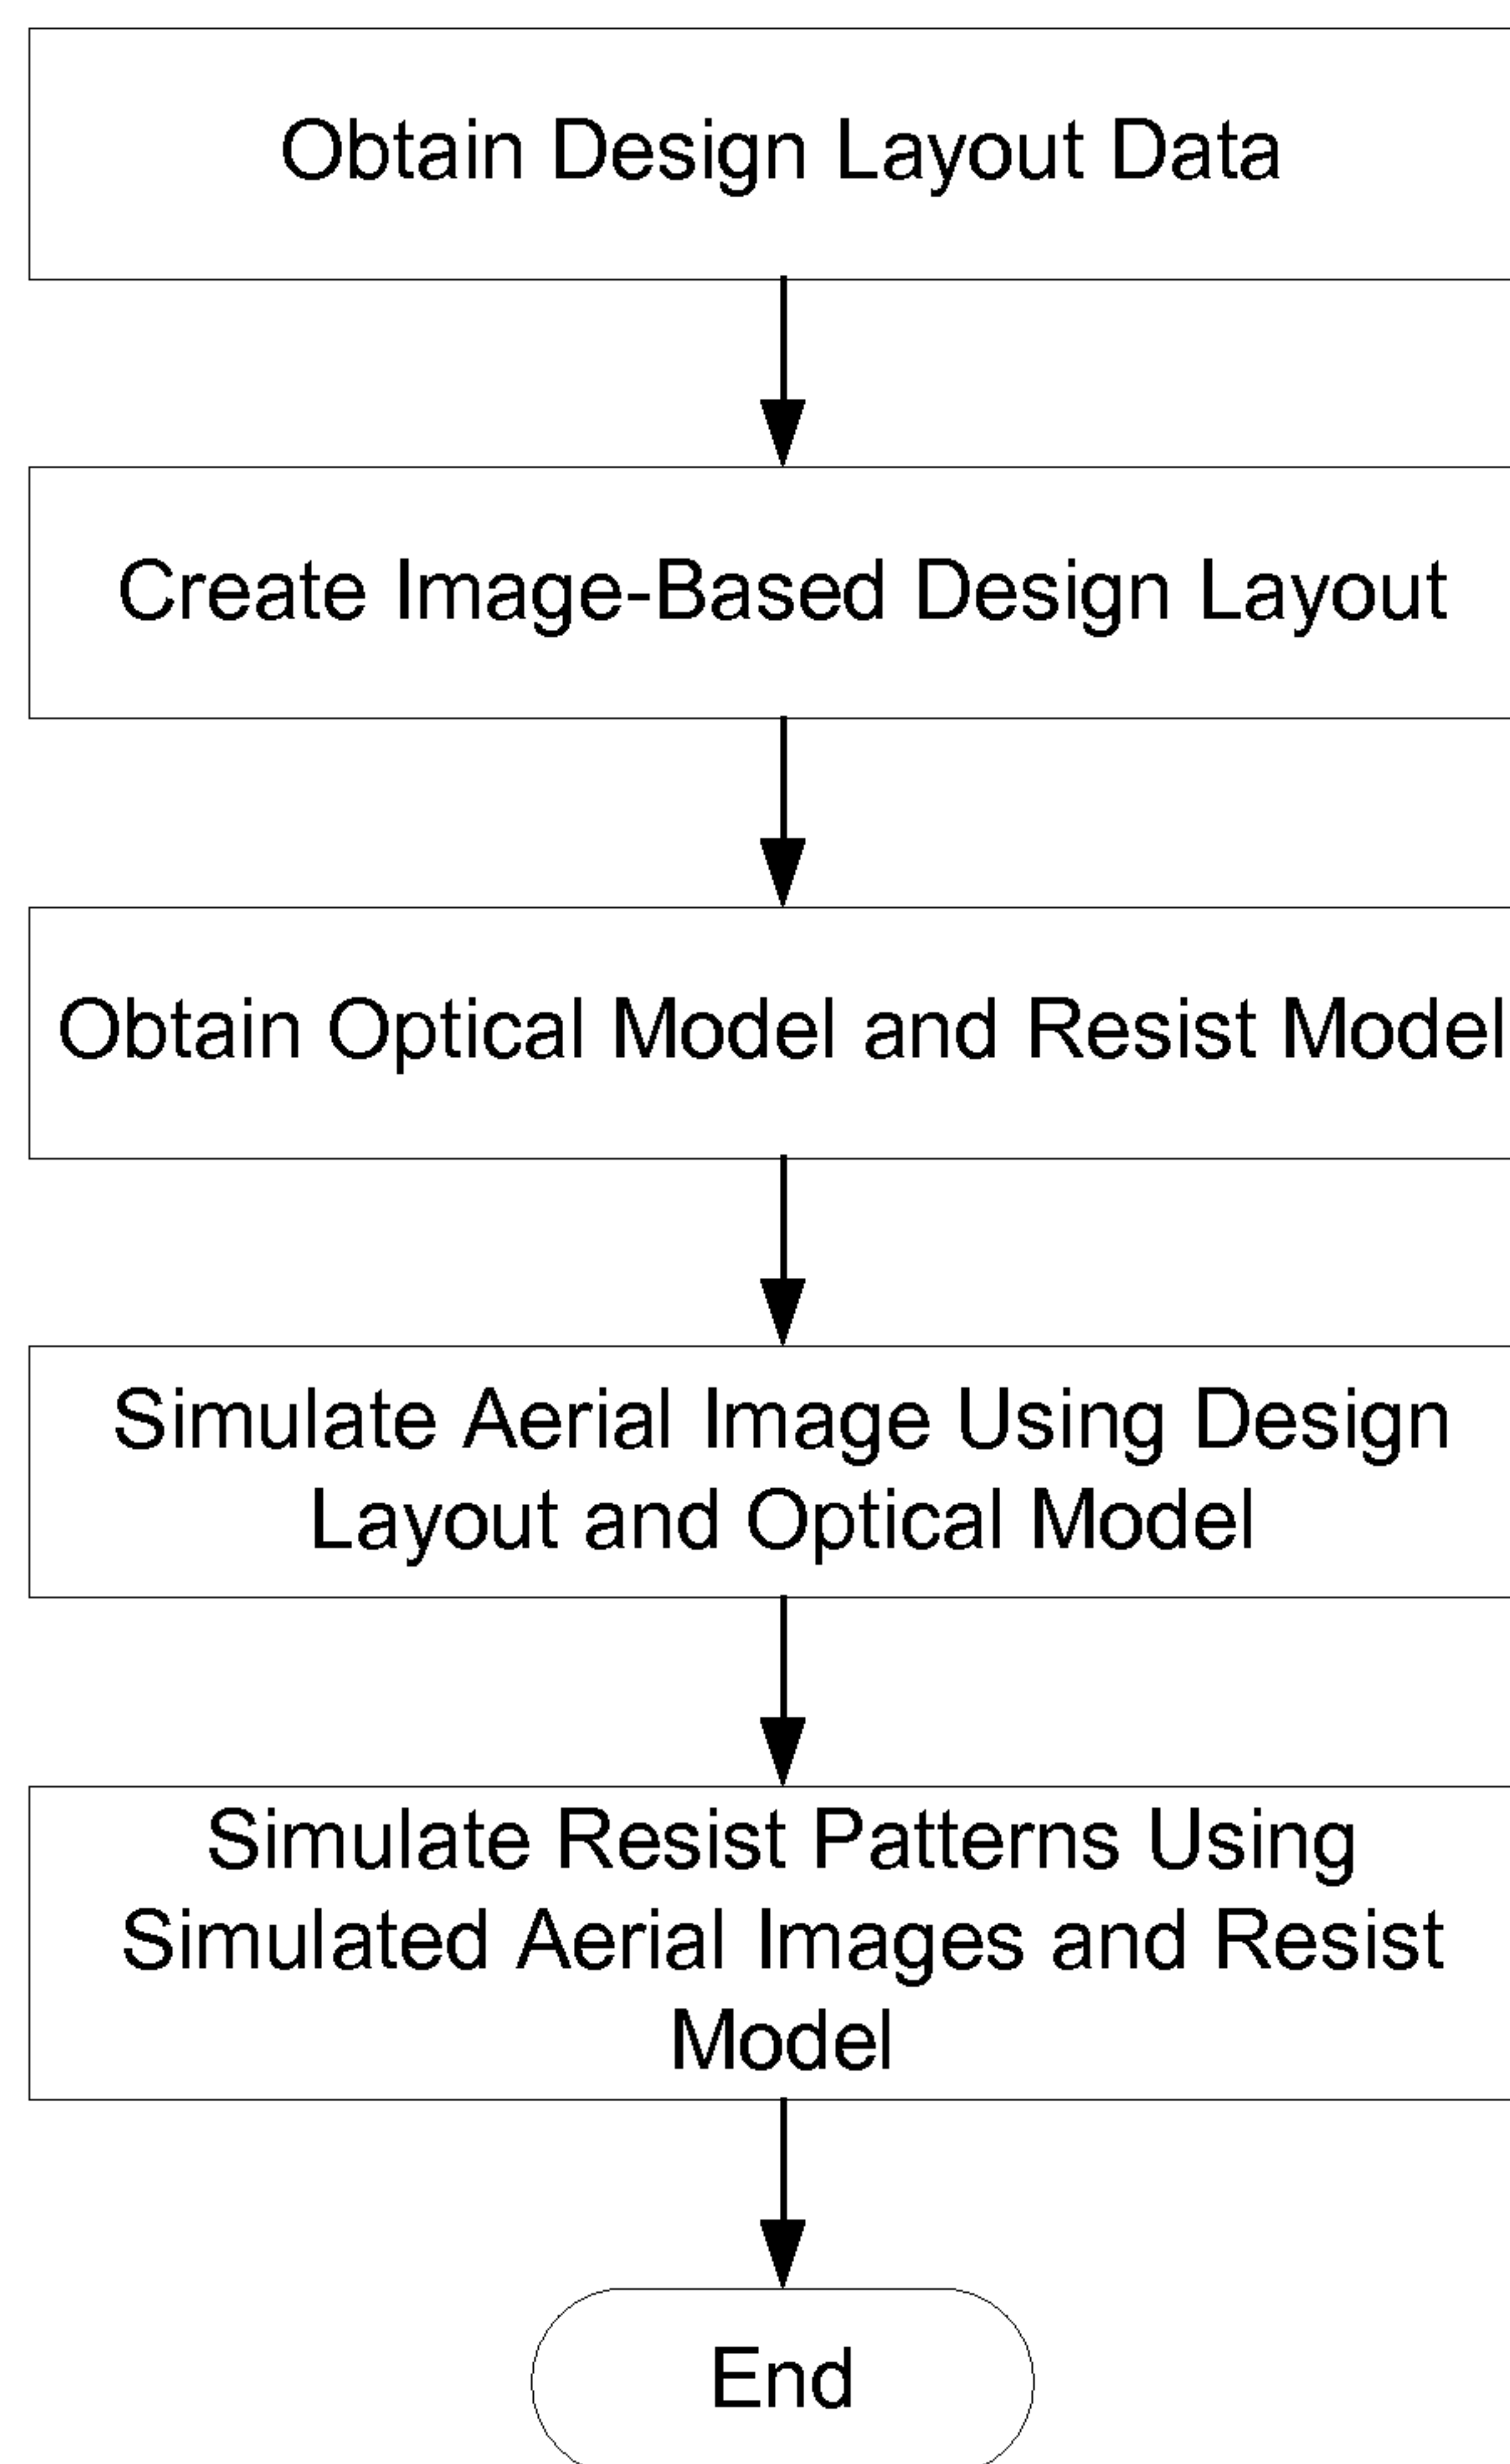 Obtain Design Layout Data
Create Image-Based Design Layout
Obtain Optical Model and Resist Model
Simulate Aerial Image Using Design
Layout and Optical Model
Simulate Resist Patterns Using
Simulated Aerial Images and Resist
Model
End